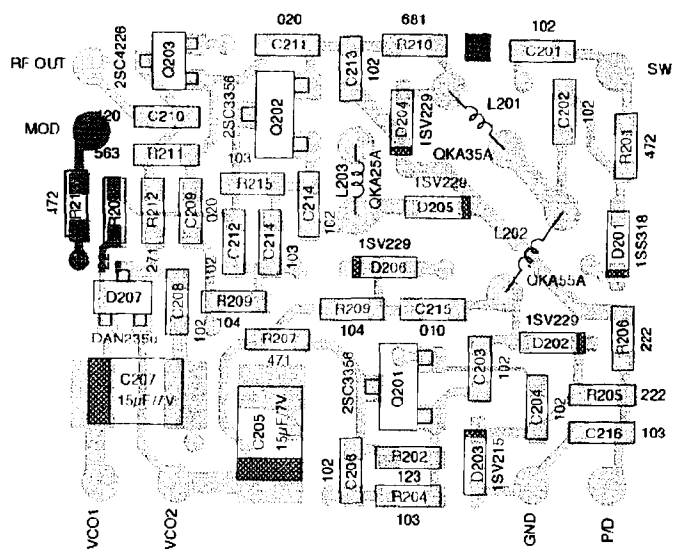 020
681
102
2SC4226
Q203
C211
R210
C201
RF OUT
C213
102
SW
Q202
2SC3356
L201
D204
1SV229
C202
102
MOD
C210
R201
472
563
R211
L203
QKA25A
QKA35A
103
472
R215
1SV229
R212
C209
020
C214
102
D205
L202
D201
1SS318
C212
C214
103
1SV229
271
102
D206
QKA55A
D207
C208
102
R209
104
R209
104
C215
010
1SV229
R206
222
DAN235u
R207
471
D202
2SC3356
Q201
C203
102
C207
15µF/7V
C204
102
R205
222
C205
15µF/7V
C216
103
D203
1SV215
102
C206
R202
123
R204
103
VCO1
VCO2
GND
P/D